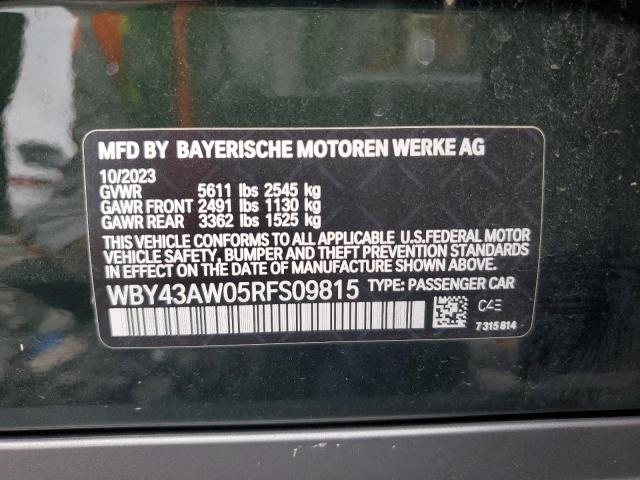 MFD BY BAYERISCHE MOTOREN WERKE AG
10/2023
GVWR 5611 lbs 2545 kg
GAWR FRONT 2491 lbs 1130 kg
GAWR REAR 3362 lbs 1525 kg
THIS VEHICLE CONFORMS TO ALL APPLICABLE U.S.FEDERAL MOTOR
VEHICLE SAFETY, BUMPER AND THEFT PREVENTION STANDARDS
IN EFFECT ON THE DATE OF MANUFACTURE SHOWN ABOVE.
WBY43AW05RFS09815 TYPE: PASSENGER CAR
C4E
7315814